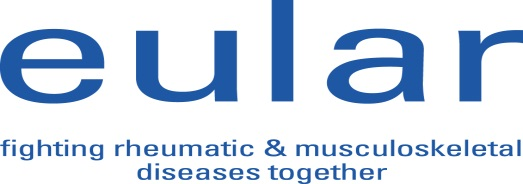 eular
fighting rheumatic & musculoskeletal
diseases together